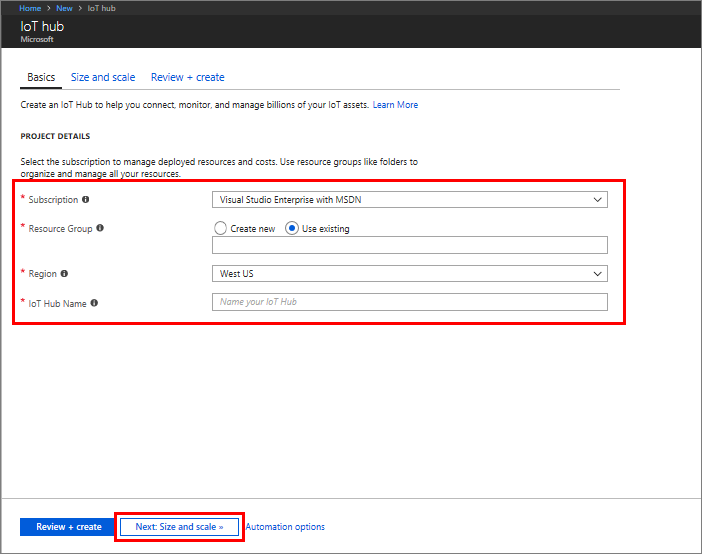 Home > New > IoT hub
IoT hub
Microsoft
Basics Size and scale Review + create
Create an IoT Hub to help you connect, monitor, and manage billions of your IoT assets. Learn More
PROJECT DETAILS
Select the subscription to manage deployed resources and costs. Use resource groups like folders to
organize and manage all your resources.
* Subscription Visual Studio Enterprise with MSDN
* Resource Group Create new Use existing
* Region West US
* IoT Hub Name Name your IoT Hub
Review + create Next: Size and scale » Automation options